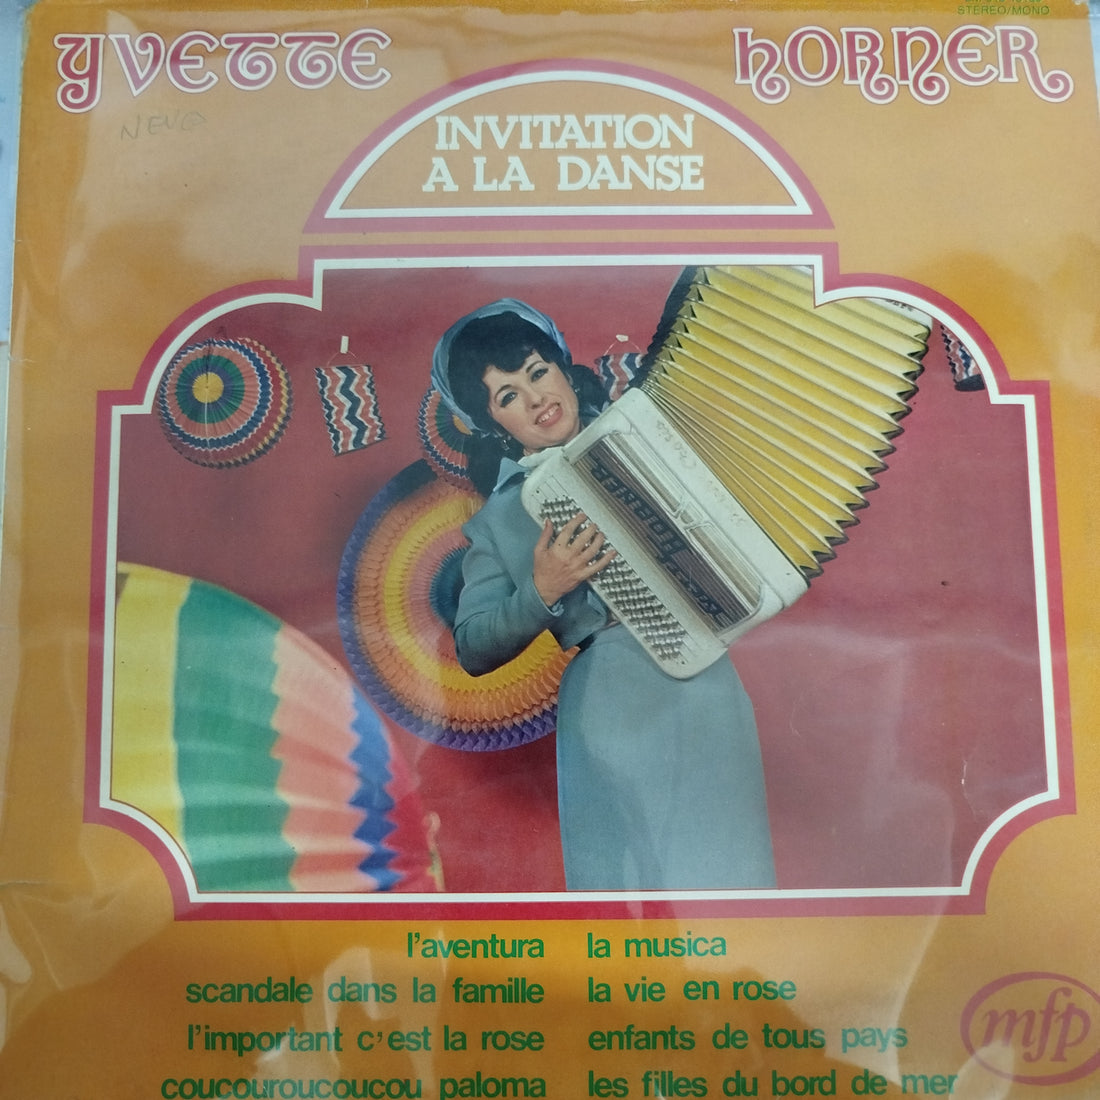 STEREO/MONO
YVETTE HORNER
INVITATION
A LA DANSE
l'aventura
scandale dans la famille
l'important c'est la rose
coucouroucoucou paloma
la musica
la vie en rose
enfants de tous pays
les filles du bord de mer
mfp